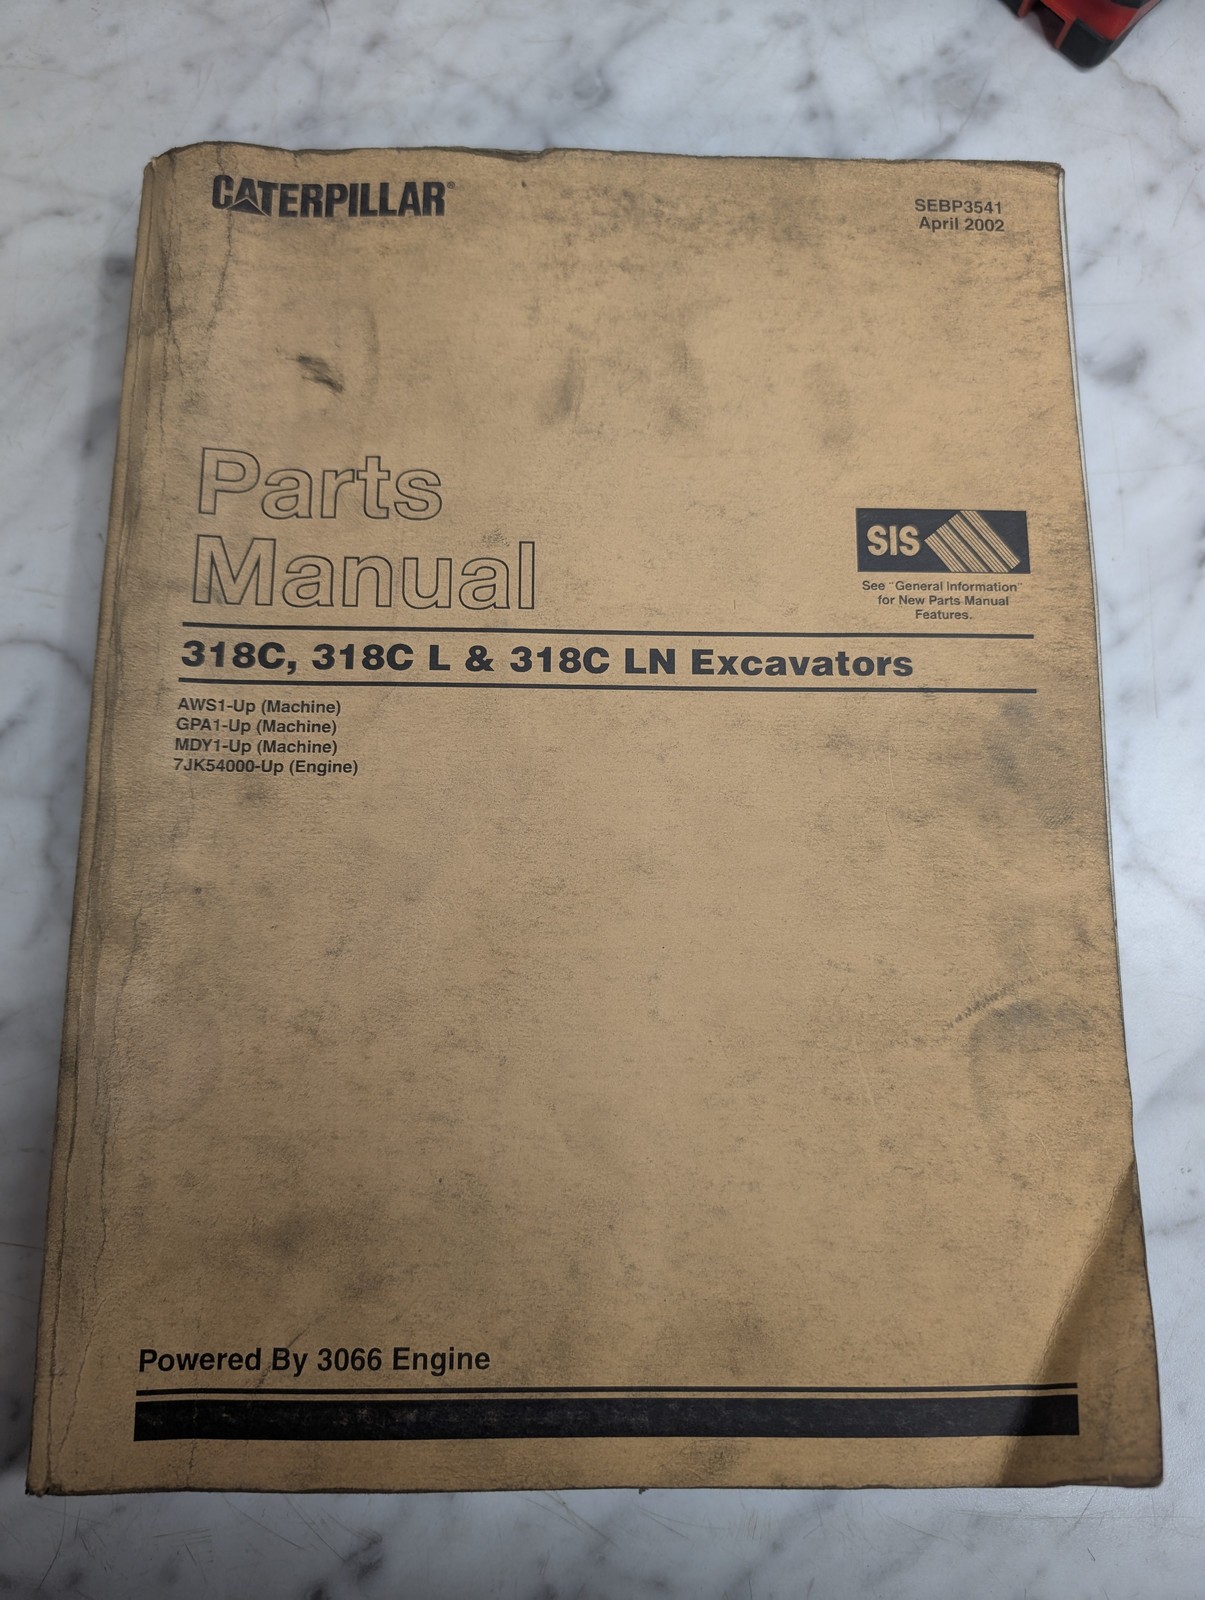 CATERPILLAR®
SEBP3541
April 2002
Parts
Manual
SIS
See "General Information"
for New Parts Manual
Features.
318C, 318C L & 318C LN Excavators
AWS1-Up (Machine)
GPA1-Up (Machine)
MDY1-Up (Machine)
7JK54000-Up (Engine)
Powered By 3066 Engine